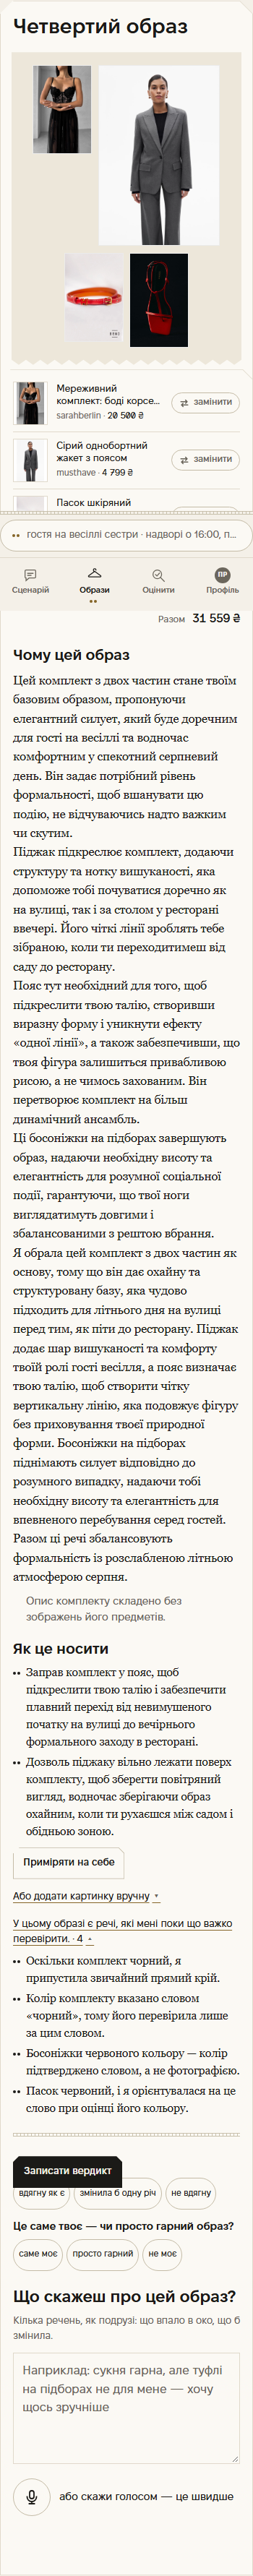 Четвертий образ
Мереживний
комплект: боді корсе...
sarahberlin · 20 500 ₴
замінити
Сірий однобортний
жакет з поясом
musthave · 4 799 ₴
замінити
Пасок шкіряний
гостя на весіллі сестри · надворі о 16:00, п...
Сценарій
Образи
Оцінити
ПР
Профіль
Разом 31 559 ₴
Чому цей образ
Цей комплект з двох частин стане твоїм
базовим образом, пропонуючи
елегантний силует, який буде доречним
для гості на весіллі та водночас
комфортним у спекотний серпневий
день. Він задає потрібний рівень
формальності, щоб вшанувати цю
подію, не відчуваючись надто важким
чи скутим.
Піджак підкреслює комплект, додаючи
структуру та нотку вишуканості, яка
допоможе тобі почуватися доречно як
на вулиці, так і за столом у ресторані
ввечері. Його чіткі лінії зроблять тебе
зібраною, коли ти переходитимеш від
саду до ресторану.
Пояс тут необхідний для того, щоб
підкреслити твою талію, створивши
виразну форму і уникнути ефекту
«одної лінії», а також забезпечивши, що
твоя фігура залишиться привабливою
рисою, а не чимось захованим. Він
перетворює комплект на більш
динамічний ансамбль.
Ці босоніжки на підборах завершують
образ, надаючи необхідну висоту та
елегантність для розумної соціальної
події, гарантуючи, що твої ноги
виглядатимуть довгими і
збалансованими з рештою вбрання.
Я обрала цей комплект з двох частин як
основу, тому що він дає охайну та
структуровану базу, яка чудово
підходить для літнього дня на вулиці
перед тим, як піти до ресторану. Піджак
додає шар вишуканості та комфорту
твоїй ролі гості весілля, а пояс визначає
твою талію, щоб створити чітку
вертикальну лінію, яка подовжує фігуру
без приховування твоєї природної
форми. Босоніжки на підборах
піднімають силует відповідно до
розумного випадку, надаючи тобі
необхідну висоту та елегантність для
впевненого перебування серед гостей.
Разом ці речі збалансовують
формальність із розслабленою літньою
атмосферою серпня.
Опис комплекту складено без
зображень його предметів.
Як це носити
Заправ комплект у пояс, щоб
підкреслити твою талію і забезпечити
плавний перехід від невимушеного
початку на вулиці до вечірнього
формального заходу в ресторані.
Дозволь піджаку вільно лежати поверх
комплекту, щоб зберегти повітряний
вигляд, водночас зберігаючи образ
охайним, коли ти рухаєшся між садом і
обідньою зоною.
Приміряти на себе
Або додати картинку вручну
У цьому образі є речі, які мені поки що важко
перевірити. · 4
Оскільки комплект чорний, я
припустила звичайний прямий крій.
Колір комплекту вказано словом
«чорний», тому його перевірила лише
за цим словом.
Босоніжки червоного кольору — колір
підтверджено словом, а не фотографією.
Пасок червоний, і я орієнтувалася на це
слово при оцінці його кольору.
Записати вердикт
вдягну як є
змінила б одну річ
не вдягну
Це саме твоє — чи просто гарний образ?
саме моє
просто гарний
не моє
Що скажеш про цей образ?
Кілька речень, як подрузі: що впало в око, що б
змінила.
Наприклад: сукня гарна, але туфлі
на підборах не для мене — хочу
щось зручніше
або скажи голосом — це швидше